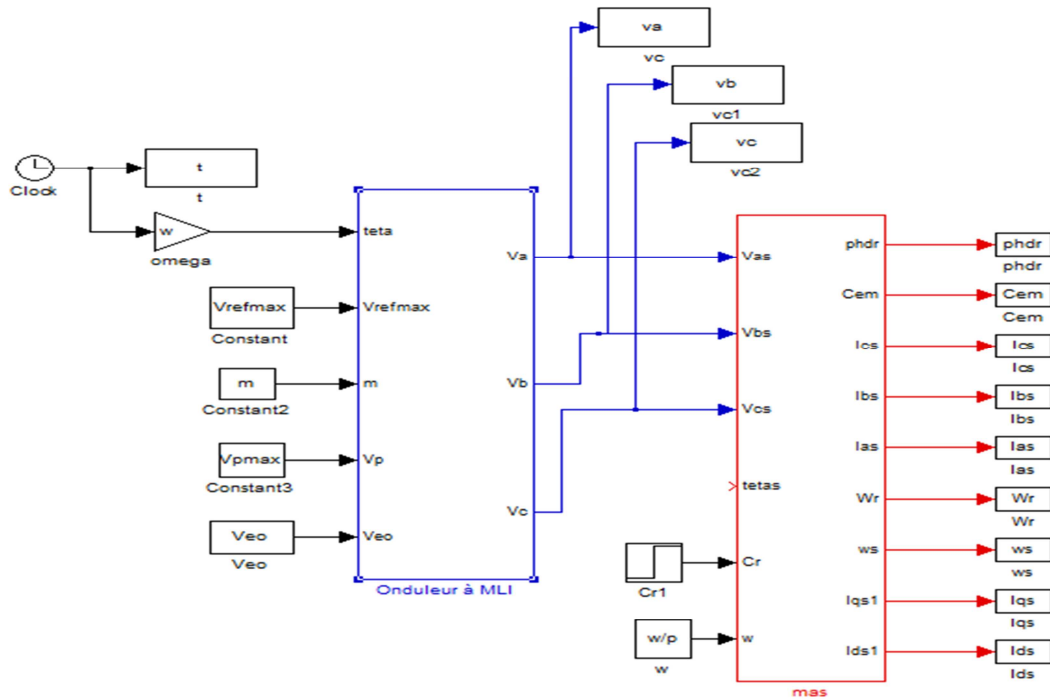 va
vc
vb
vc1
vc
vc2
Clock
t
t
w
omega
Vrefmax
Constant
m
Constant2
Vpmax
Constant3
Veo
Veo
teta
Vrefmax
m
Vp
Veo
Va
Vb
Vc
Onduleur à MLI
Cr1
w/p
w
Vas
Vbs
Vcs
tetas
Cr
w
phdr
Cem
Ics
Ibs
Ias
Wr
ws
Iqs1
Ids1
mas
phdr
phdr
Cem
Cem
Ics
Ics
Ibs
Ibs
Ias
Ias
Wr
Wr
ws
ws
Iqs
Iqs
Ids
Ids